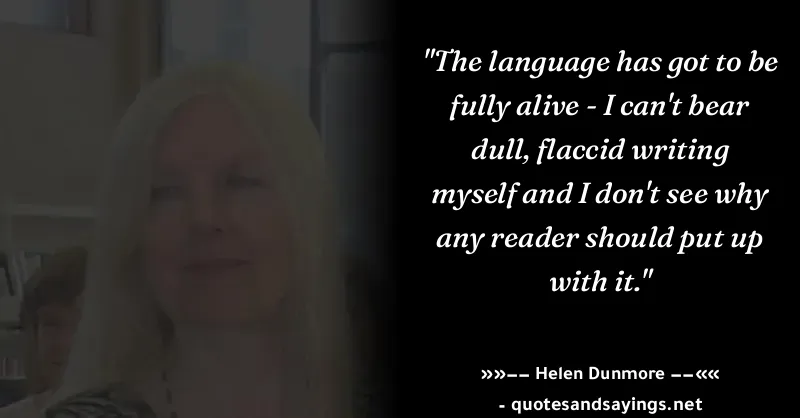 "The language has got to be
fully alive - I can't bear
dull, flaccid writing
myself and I don't see why
any reader should put up
with it."
»»–– Helen Dunmore ––««
- quotesandsayings.net